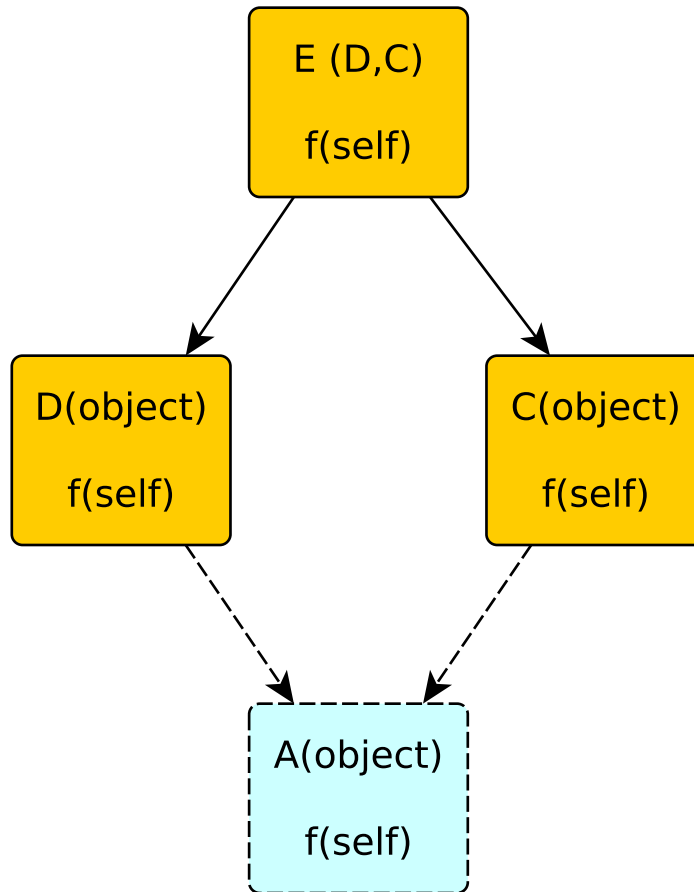 E (D,C)
f(self)
D(object)
f(self)
C(object)
f(self)
A(object)
f(self)